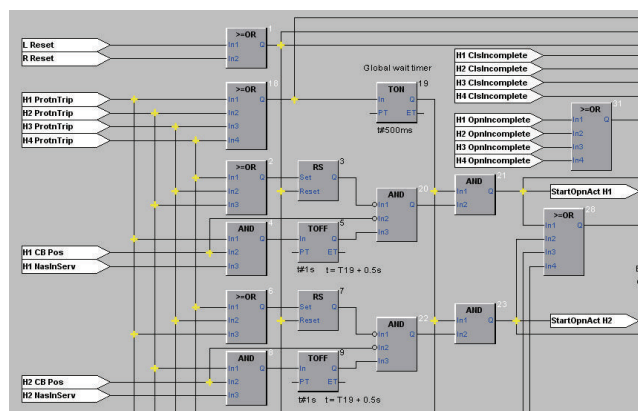 1
>=OR
In1 Q
In2
L Reset
R Reset
18
>=OR
In1 Q
In2
In3
In4
H1 ProtnTrip
H2 ProtnTrip
H3 ProtnTrip
H4 ProtnTrip
Global wait timer
19
TON
In Q
PT ET
t#500ms
H1 ClsIncomplete
H2 ClsIncomplete
H3 ClsIncomplete
H4 ClsIncomplete
31
>=OR
In1 Q
In2
In3
In4
H1 OpnIncomplete
H2 OpnIncomplete
H3 OpnIncomplete
H4 OpnIncomplete
2
>=OR
In1 Q
In2
In3
3
RS
Set Q
Reset
20
AND
In1 Q
In2
In3
21
AND
In1 Q
In2
StartOpnAct H1
28
>=OR
In1 Q
In2
In3
In4
4
AND
In1 Q
In2
In3
5
TOFF
In Q
PT ET
t#1s t = T19 + 0.5s
H1 CB Pos
H1 NasInServ
6
>=OR
In1 Q
In2
In3
7
RS
Set Q
Reset
22
AND
In1 Q
In2
In3
23
AND
In1 Q
In2
StartOpnAct H2
8
AND
In1 Q
In2
In3
9
TOFF
In Q
PT ET
t#1s t = T19 + 0.5s
H2 CB Pos
H2 NasInServ